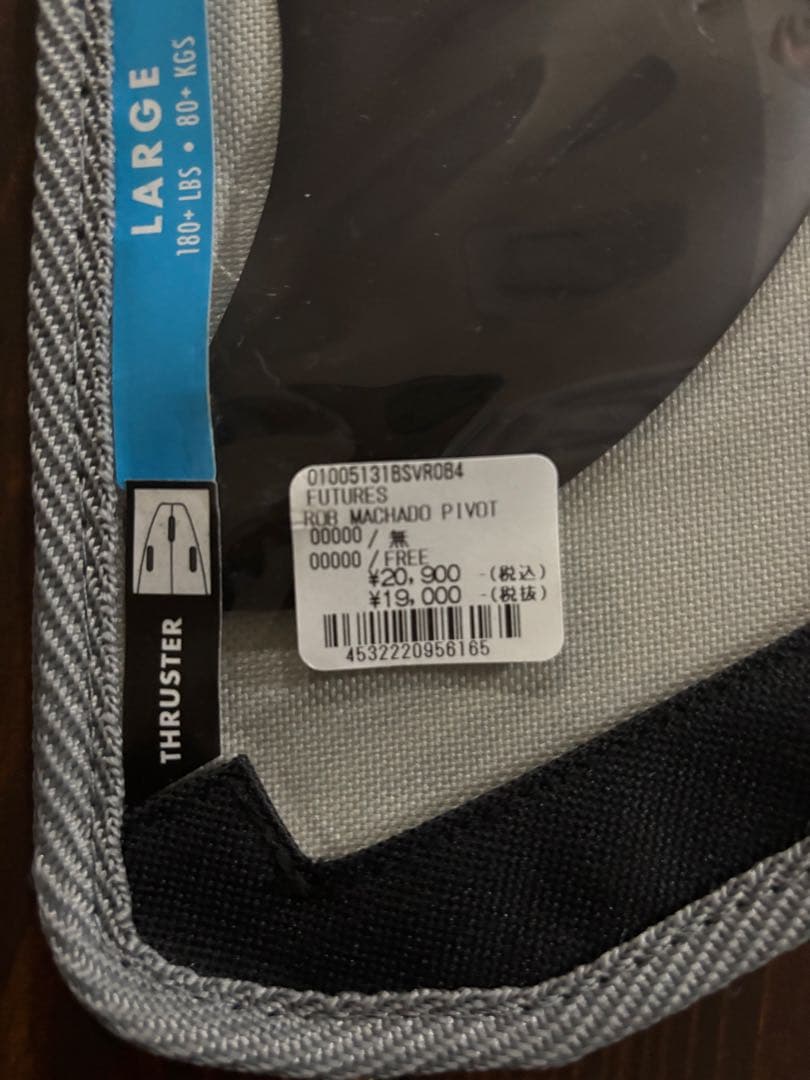 LARGE
180+ LBS • 80+ KGS
THRUSTER
01005131BSVR0B4
FUTURES
ROB MACHADO PIVOT
00000 / 無
00000 / FREE
¥20,900 -(税込)
¥19,000 -(税抜)
4532220956165